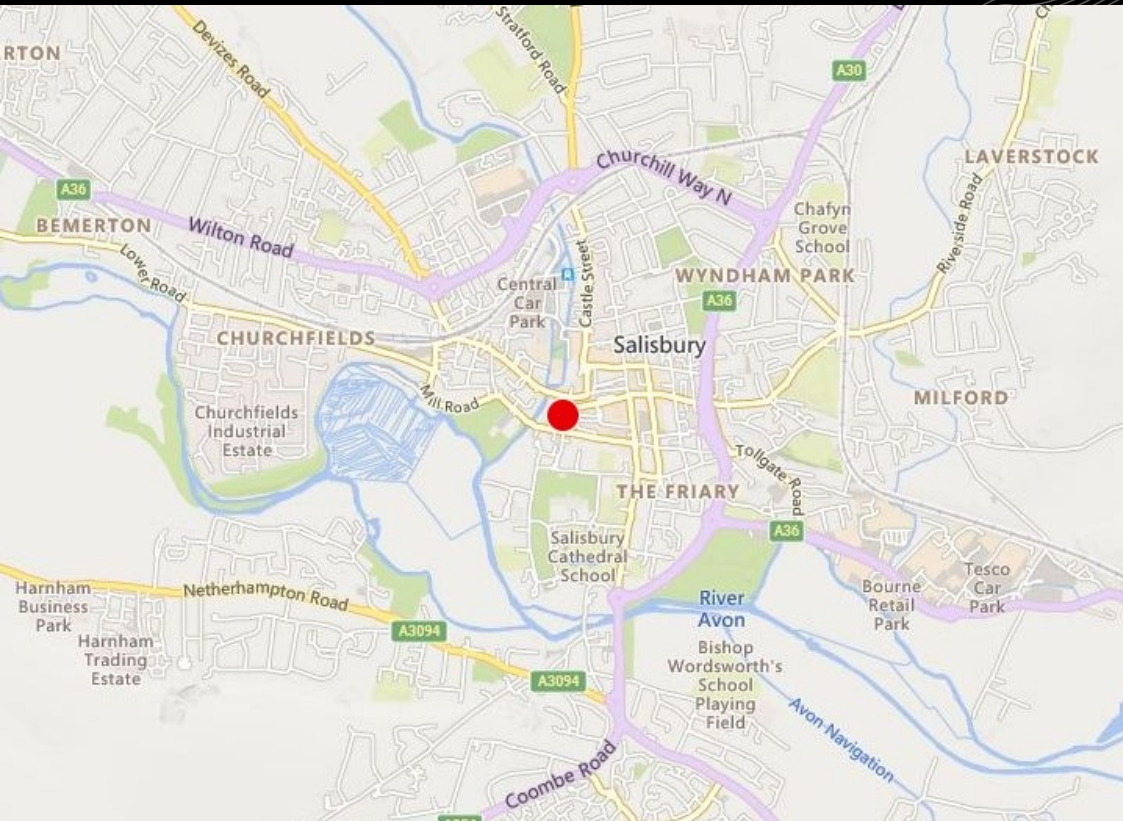 Stratford Road
Devizes Road
RTON
A30
Churchill Way N
LAVERSTOCK
A36
BEMERTON
Wilton Road
Chafyn
Grove
School
Riverside Road
Lower Road
Castle Street
WYNDHAM PARK
Central
Car
Park
A36
CHURCHFIELDS
Salisbury
Mill Road
MILFORD
Churchfields
Industrial
Estate
Tollgate Road
THE FRIARY
A36
Salisbury
Cathedral
School
Tesco
Car
Park
Bourne
Retail
Park
Harnham
Business
Park
Netherhampton Road
River
Avon
A3094
Harnham
Trading
Estate
Bishop
Wordsworth's
School
Playing
Field
A3094
Avon Navigation
Coombe Road